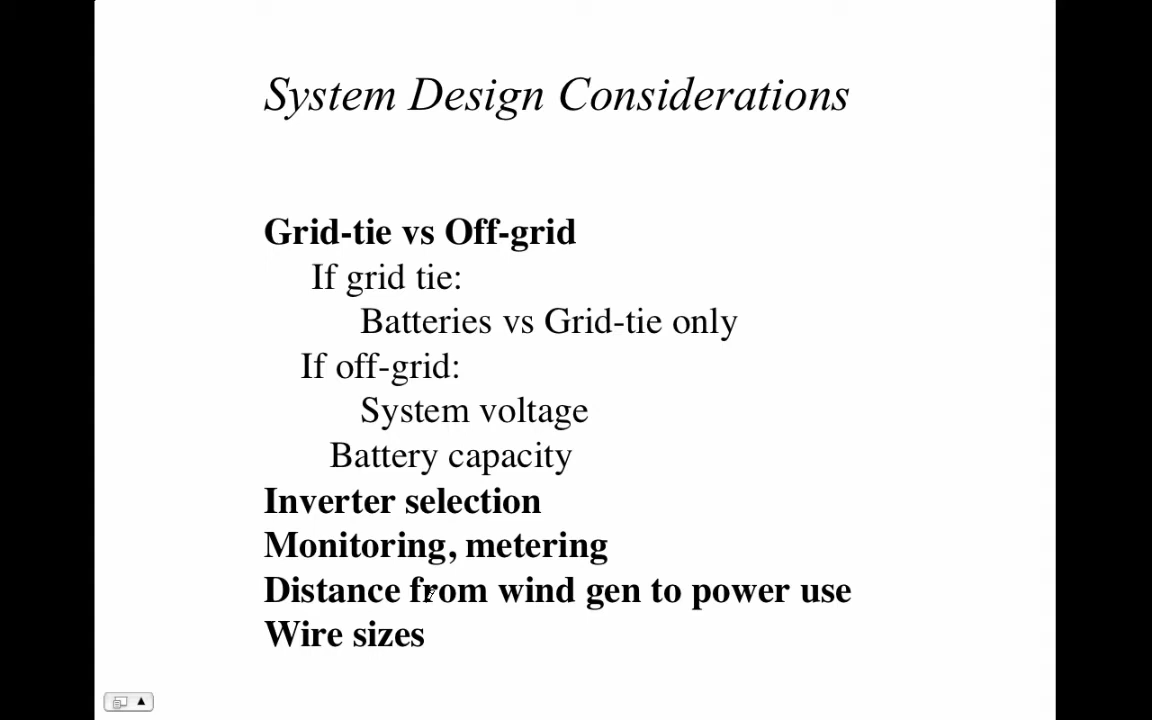 System Design Considerations
Grid-tie vs Off-grid
If grid tie:
Batteries vs Grid-tie only
If off-grid:
System voltage
Battery capacity
Inverter selection
Monitoring, metering
Distance from wind gen to power use
Wire sizes